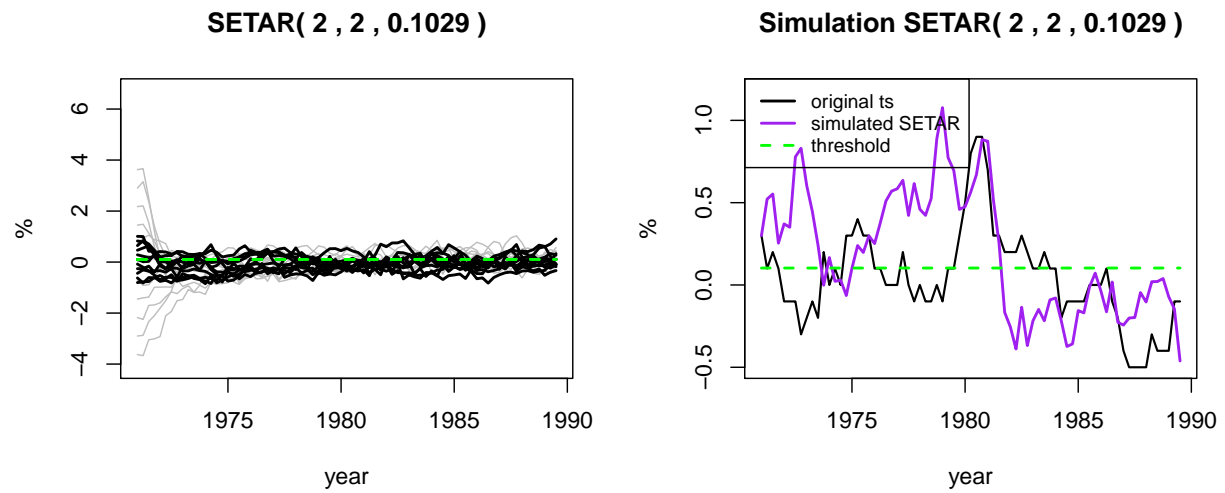 SETAR( 2 , 2 , 0.1029 )
%
6
4
2
0
−2
−4
1975 1980 1985 1990
year
Simulation SETAR( 2 , 2 , 0.1029 )
original ts
simulated SETAR
threshold
%
1.0
0.5
0.0
−0.5
1975 1980 1985 1990
year